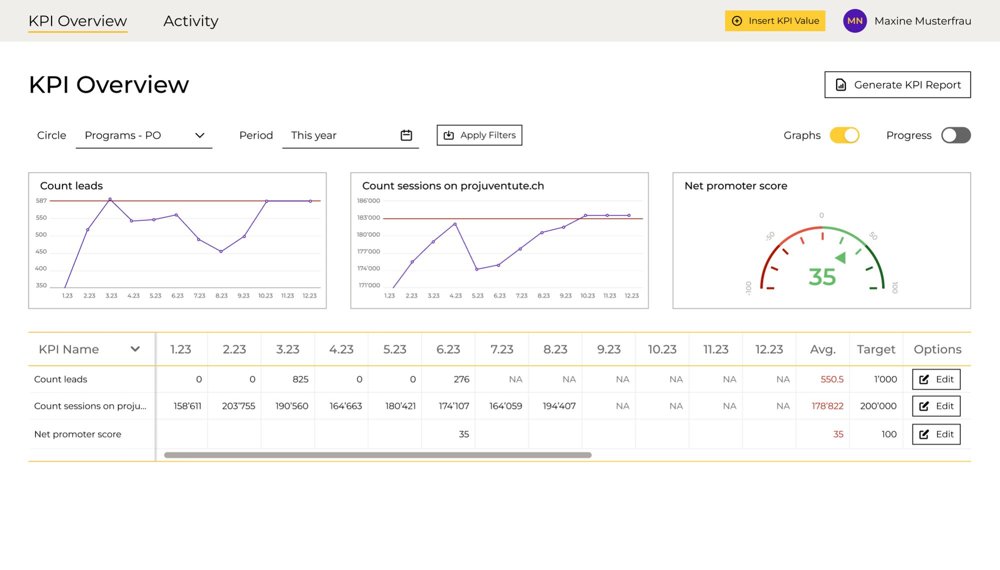 KPI Overview Activity Insert KPI Value MN Maxine Musterfrau
KPI Overview Generate KPI Report
Circle Programs - PO Period This year Apply Filters Graphs Progress
Count leads
587
550
500
450
400
350
1.23 2.23 3.23 4.23 5.23 6.23 7.23 8.23 9.23 10.23 11.23 12.23
Count sessions on projuventute.ch
186’000
183’000
180’000
177’000
174’000
171’000
1.23 2.23 3.23 4.23 5.23 6.23 7.23 8.23 9.23 10.23 11.23 12.23
Net promoter score
0
-50 50
35
-100 100
KPI Name 1.23 2.23 3.23 4.23 5.23 6.23 7.23 8.23 9.23 10.23 11.23 12.23 Avg. Target Options
Count leads 0 0 825 0 0 276 NA NA NA NA NA NA 550.5 1’000 Edit
Count sessions on proju... 158’611 203’755 190’560 164’663 180’421 174’107 164’059 194’407 NA NA NA NA 178’822 200’000 Edit
Net promoter score 35 35 100 Edit